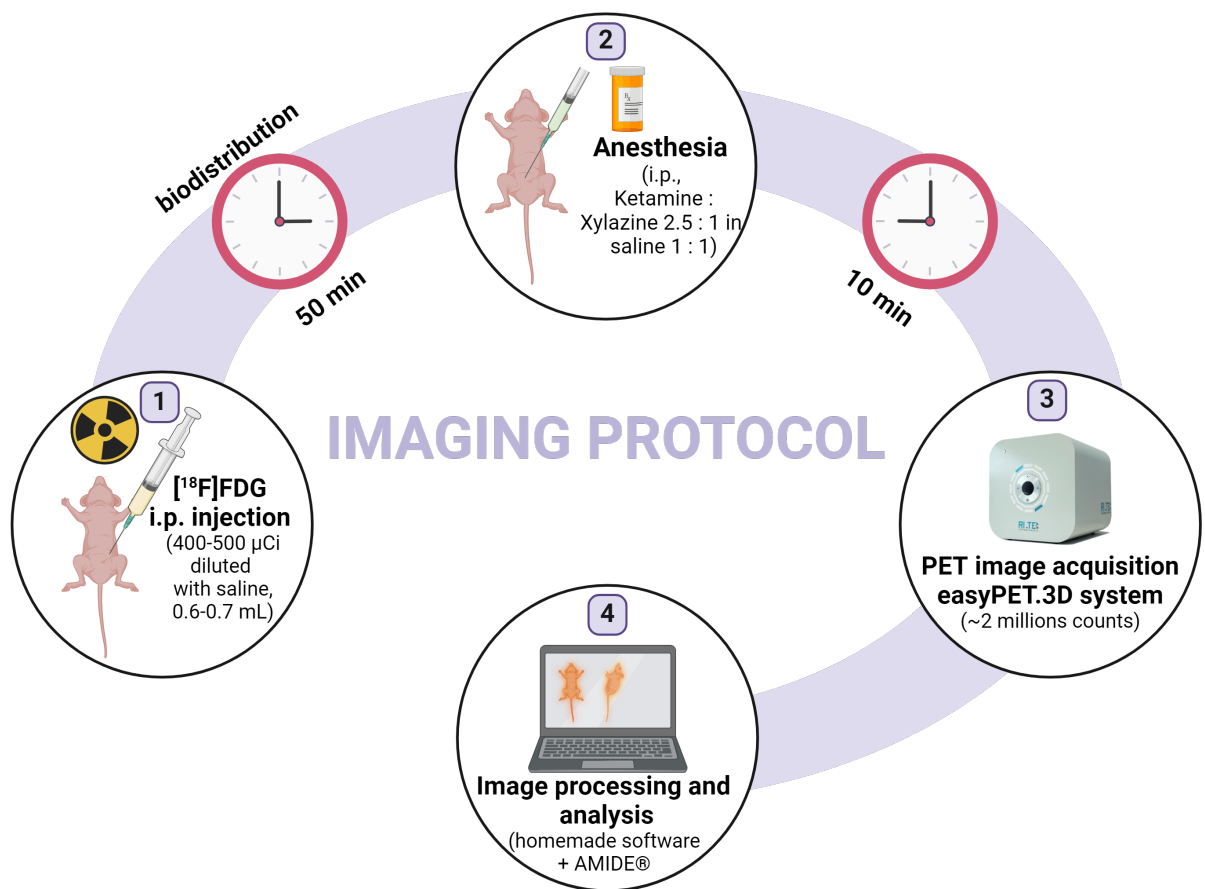 2
Anesthesia
(i.p.,
Ketamine :
Xylazine 2.5 : 1 in
saline 1 : 1)
biodistribution
50 min
10 min
1
[¹⁸F]FDG
i.p. injection
(400-500 µCi
diluted
with saline,
0.6-0.7 mL)
IMAGING PROTOCOL
3
PET image acquisition
easyPET.3D system
(~2 millions counts)
4
Image processing and
analysis
(homemade software
+ AMIDE®